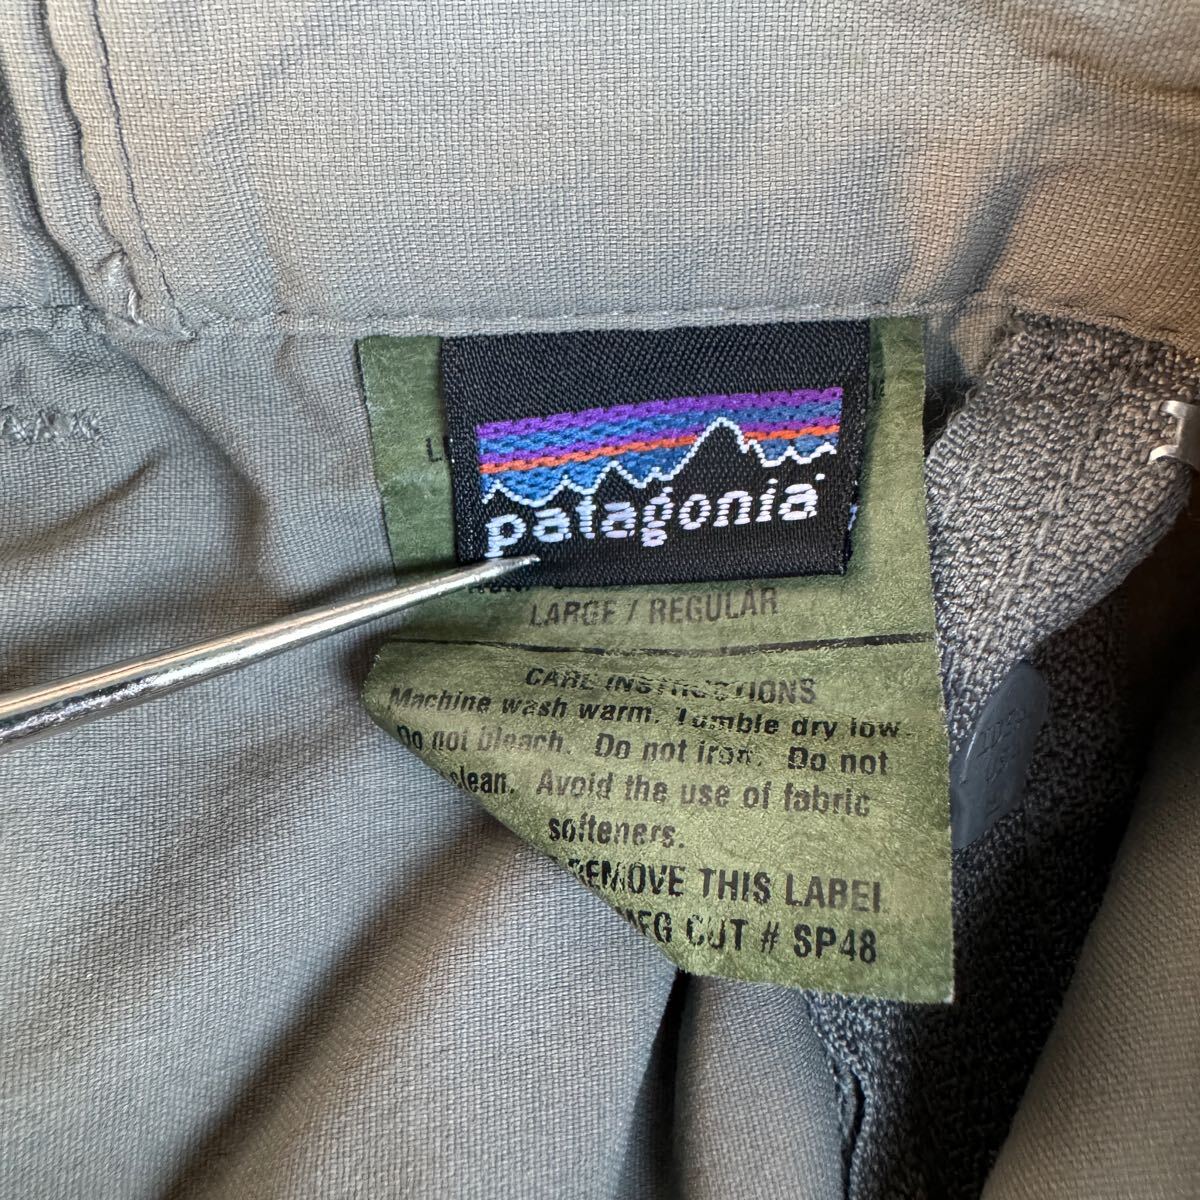 patagonia
LARGE / REGULAR
CARE INSTRUCTIONS
Machine wash warm. Tumble dry low.
Do not bleach. Do not iron. Do not
clean. Avoid the use of fabric
softeners.
REMOVE THIS LABEL
MFG CUT # SP48